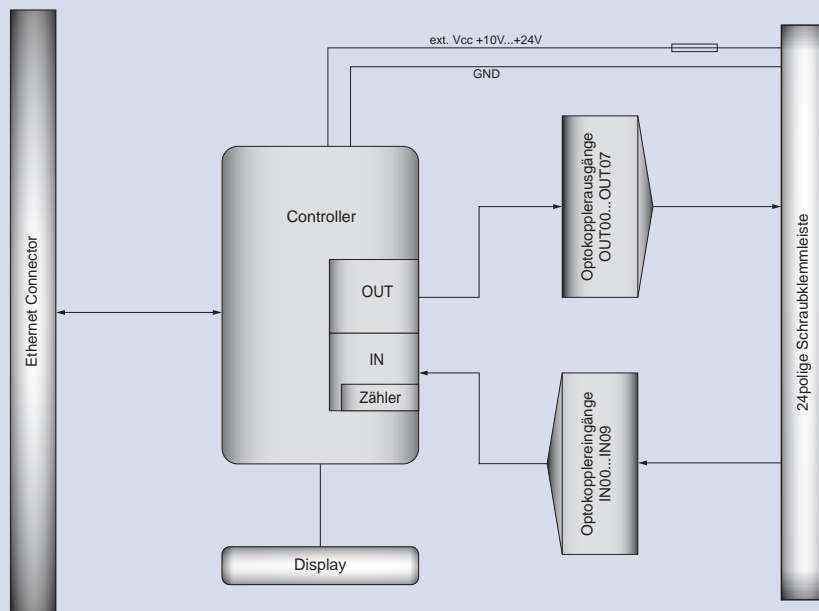 ext. Vcc +10V...+24V
GND
Ethernet Connector
Controller
OUT
IN
Zähler
Display
Optokopplerausgänge
OUT00...OUT07
Optokopplereingänge
IN00...IN09
24polige Schraubklemmleiste